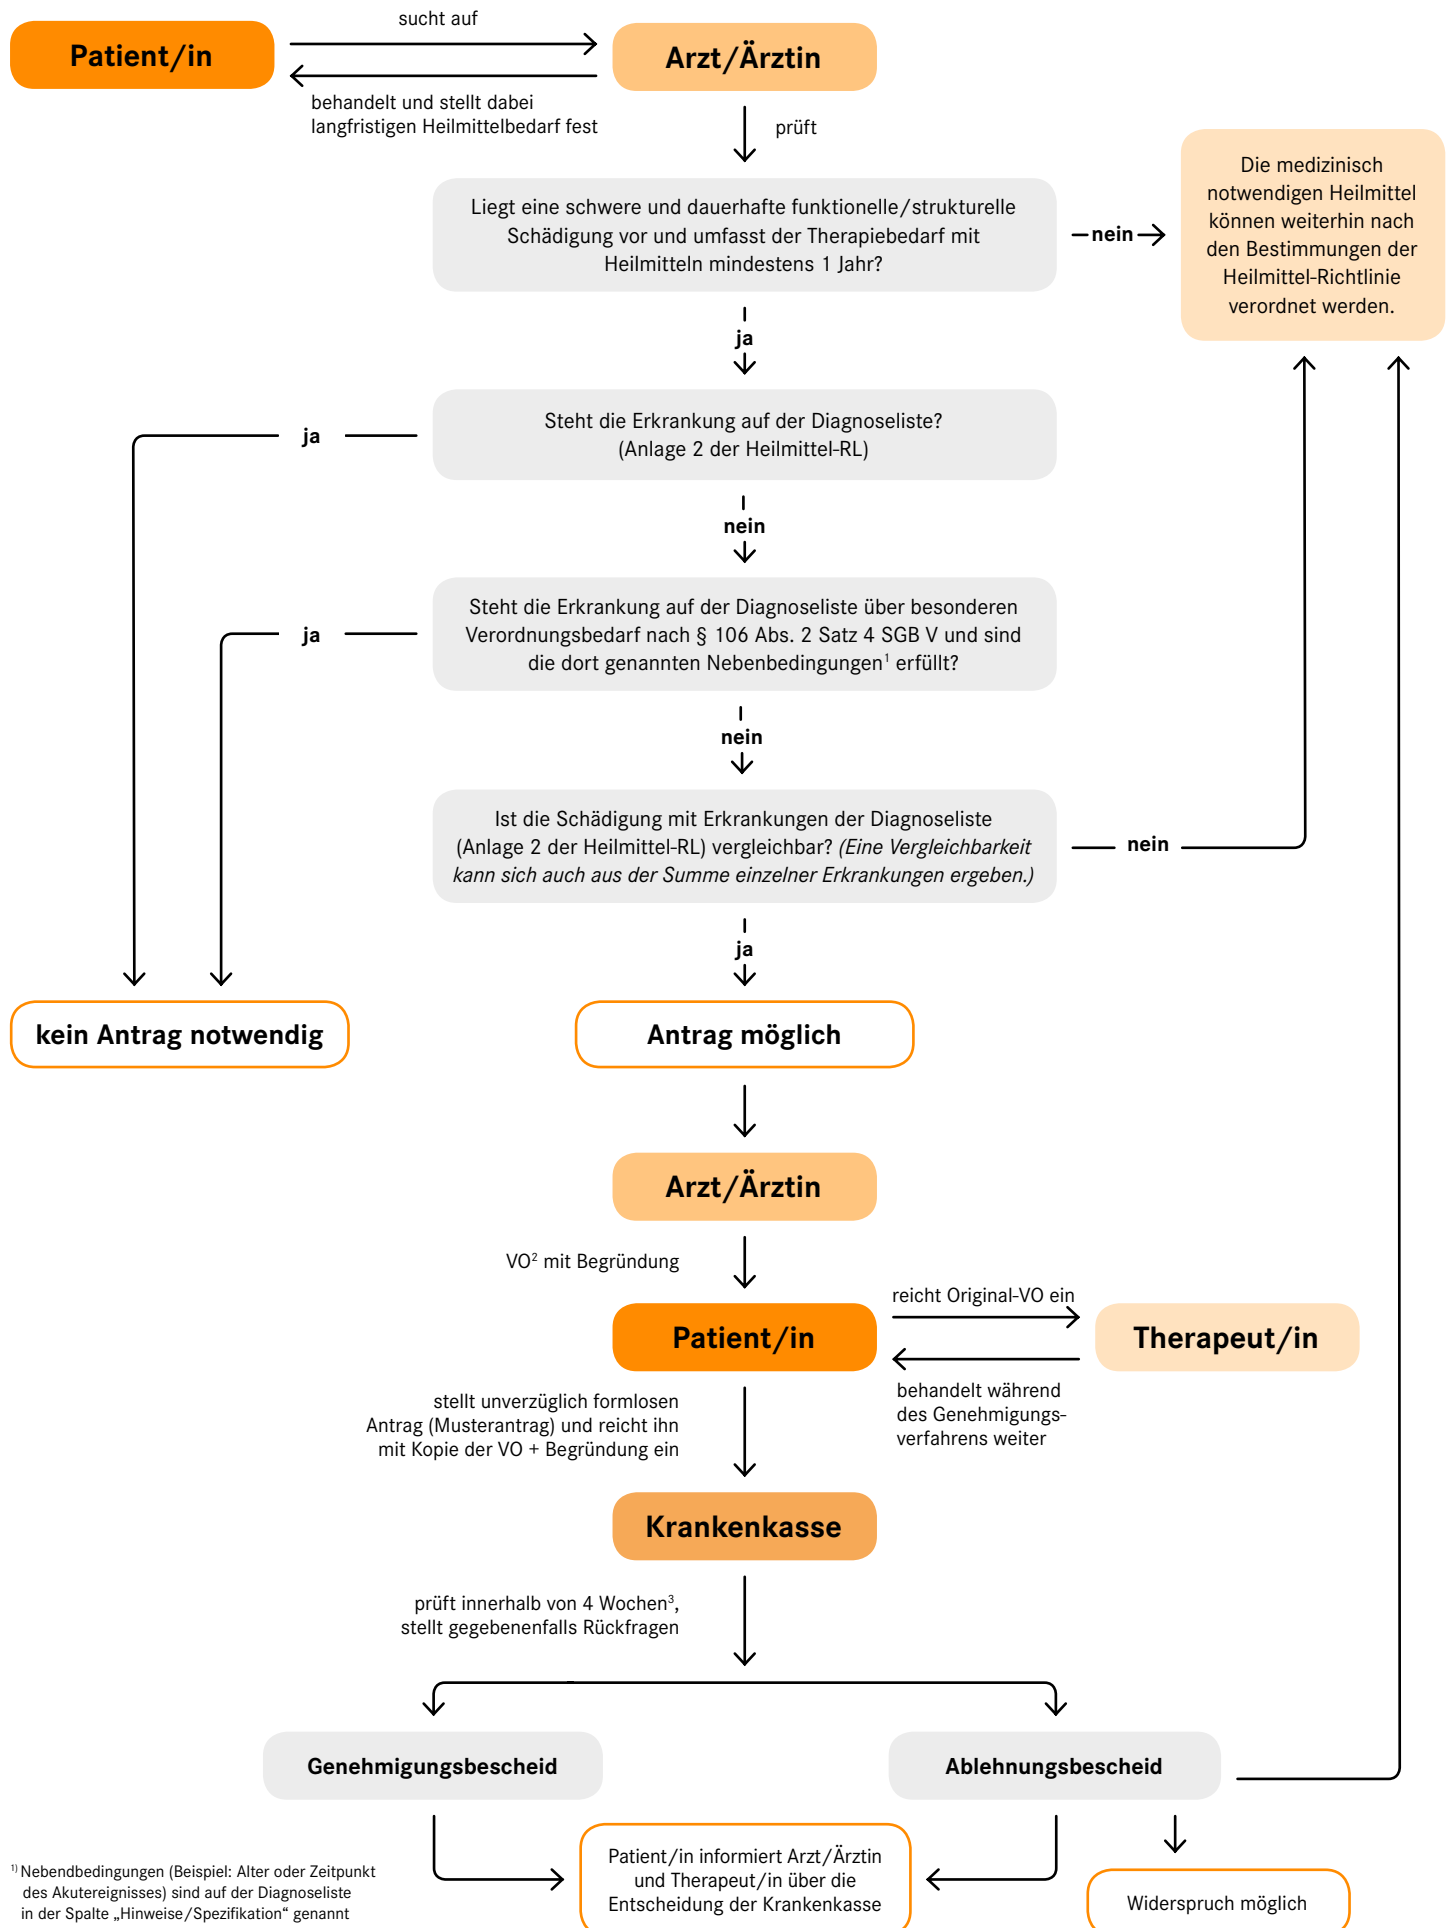 sucht auf
Patient/in
Arzt/Ärztin
behandelt und stellt dabei
langfristigen Heilmittelbedarf fest
prüft
Liegt eine schwere und dauerhafte funktionelle/strukturelle
Schädigung vor und umfasst der Therapiebedarf mit
Heilmitteln mindestens 1 Jahr?
nein
Die medizinisch
notwendigen Heilmittel
können weiterhin nach
den Bestimmungen der
Heilmittel-Richtlinie
verordnet werden.
ja
Steht die Erkrankung auf der Diagnoseliste?
(Anlage 2 der Heilmittel-RL)
ja
nein
Steht die Erkrankung auf der Diagnoseliste über besonderen
Verordnungsbedarf nach § 106 Abs. 2 Satz 4 SGB V und sind
die dort genannten Nebenbedingungen¹ erfüllt?
ja
nein
Ist die Schädigung mit Erkrankungen der Diagnoseliste
(Anlage 2 der Heilmittel-RL) vergleichbar? (Eine Vergleichbarkeit
kann sich auch aus der Summe einzelner Erkrankungen ergeben.)
nein
ja
kein Antrag notwendig
Antrag möglich
Arzt/Ärztin
VO² mit Begründung
Patient/in
reicht Original-VO ein
Therapeut/in
behandelt während
des Genehmigungs-
verfahrens weiter
stellt unverzüglich formlosen
Antrag (Musterantrag) und reicht ihn
mit Kopie der VO + Begründung ein
Krankenkasse
prüft innerhalb von 4 Wochen³,
stellt gegebenenfalls Rückfragen
Genehmigungsbescheid
Ablehnungsbescheid
Patient/in informiert Arzt/Ärztin
und Therapeut/in über die
Entscheidung der Krankenkasse
Widerspruch möglich
¹⁾ Nebendbedingungen (Beispiel: Alter oder Zeitpunkt
des Akutereignisses) sind auf der Diagnoseliste
in der Spalte „Hinweise/Spezifikation“ genannt